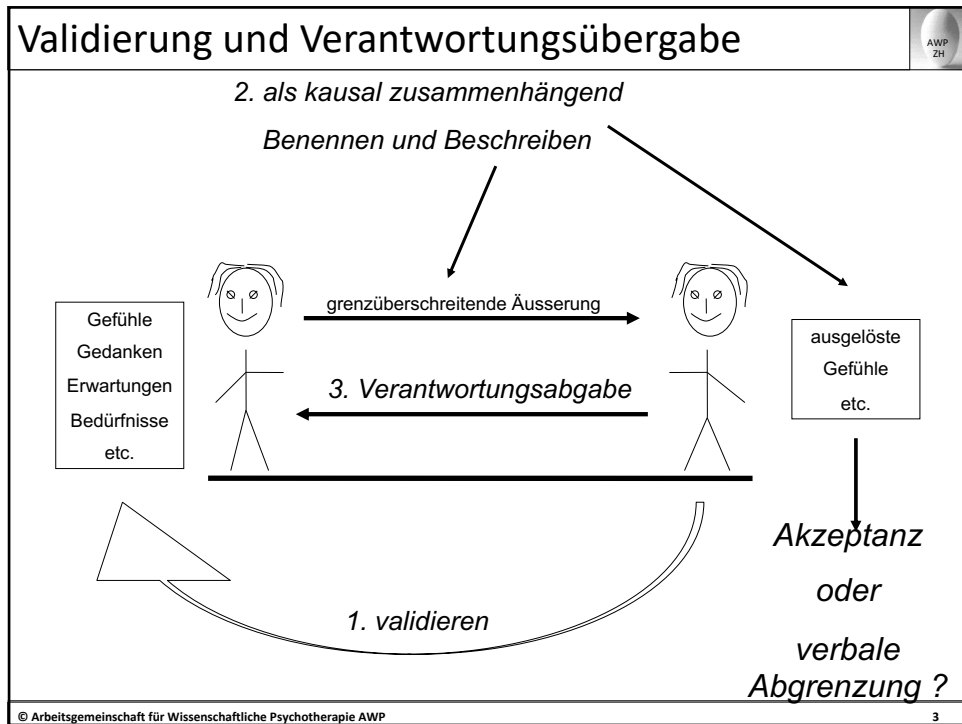 Validierung und Verantwortungsübergabe
AWP
ZH
2. als kausal zusammenhängend
Benennen und Beschreiben
grenzüberschreitende Äusserung
Gefühle
Gedanken
Erwartungen
Bedürfnisse
etc.
3. Verantwortungsabgabe
ausgelöste
Gefühle
etc.
1. validieren
Akzeptanz
oder
verbale
Abgrenzung ?
© Arbeitsgemeinschaft für Wissenschaftliche Psychotherapie AWP
3